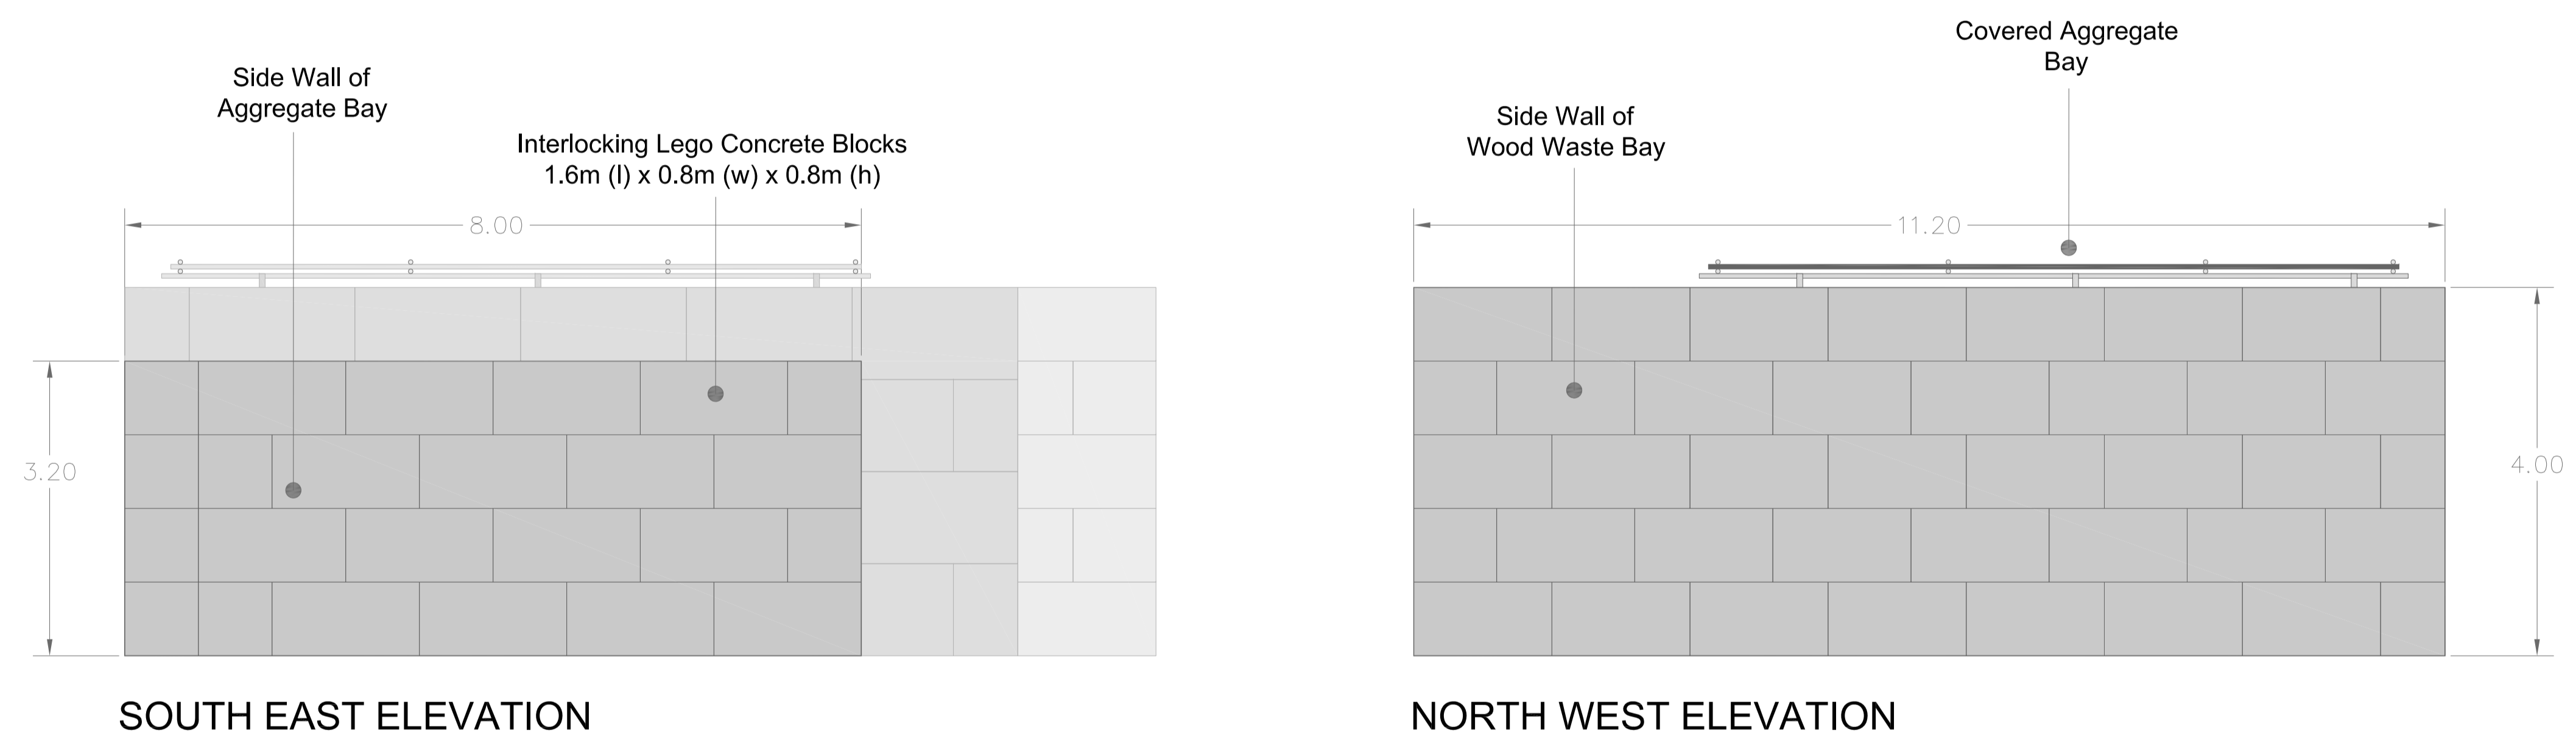 Side Wall of
Aggregate Bay
Interlocking Lego Concrete Blocks
1.6m (l) x 0.8m (w) x 0.8m (h)
8.00
3.20
SOUTH EAST ELEVATION
Covered Aggregate
Bay
Side Wall of
Wood Waste Bay
11.20
4.00
NORTH WEST ELEVATION